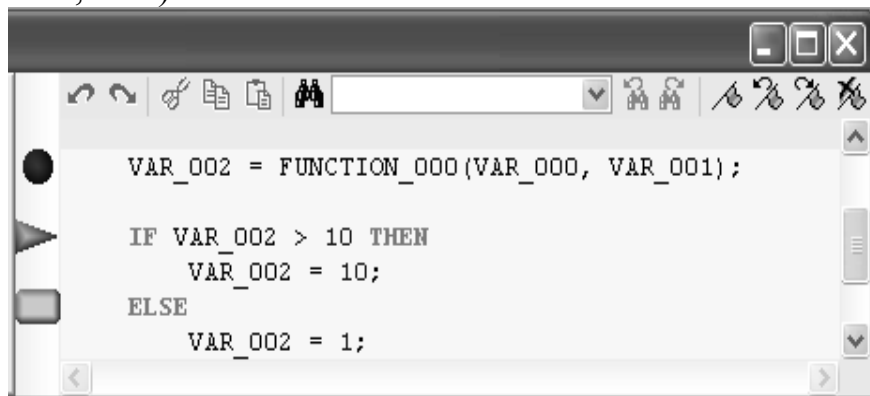 VAR_002 = FUNCTION_000(VAR_000, VAR_001);
IF VAR_002 > 10 THEN
VAR_002 = 10;
ELSE
VAR_002 = 1;